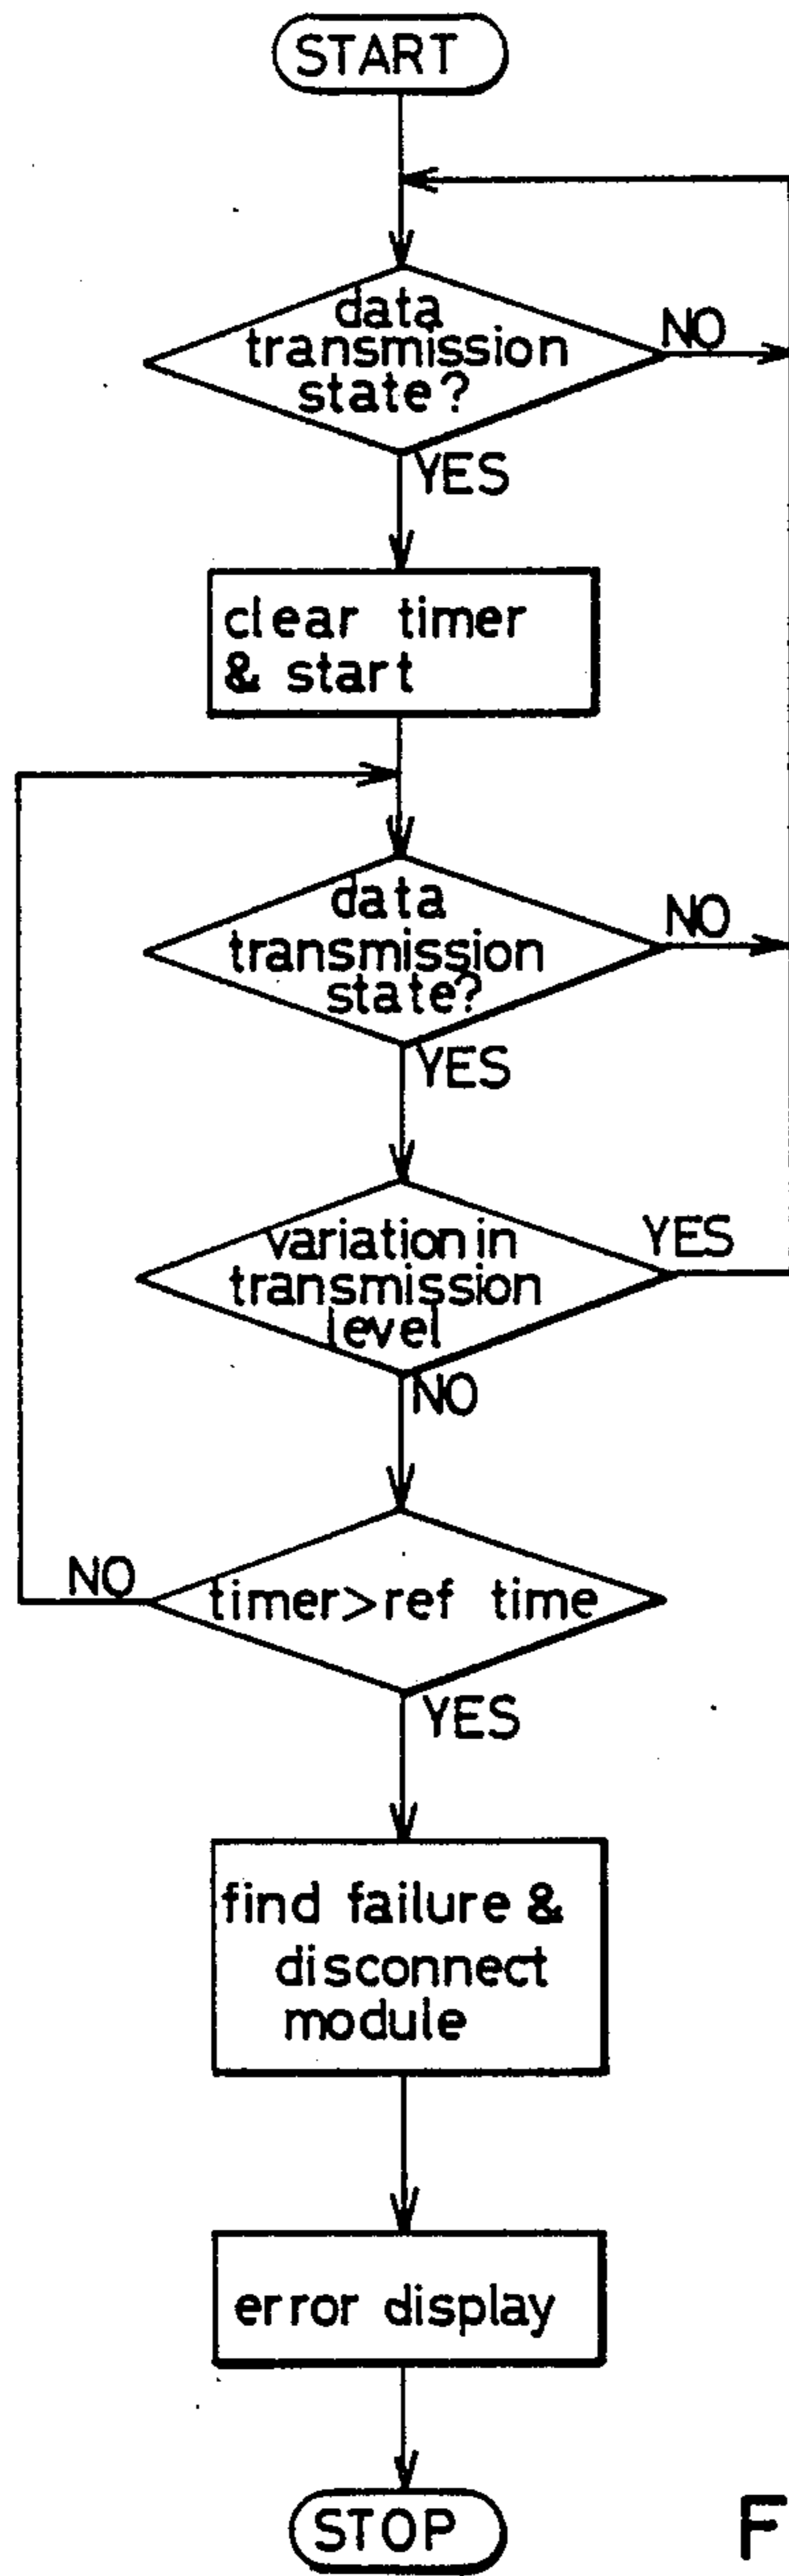 START
data
transmission
state?
NO
YES
clear timer
& start
data
transmission
state?
NO
YES
variation in
transmission
level
YES
NO
timer>ref time
NO
YES
find failure &
disconnect
module
error display
STOP
F